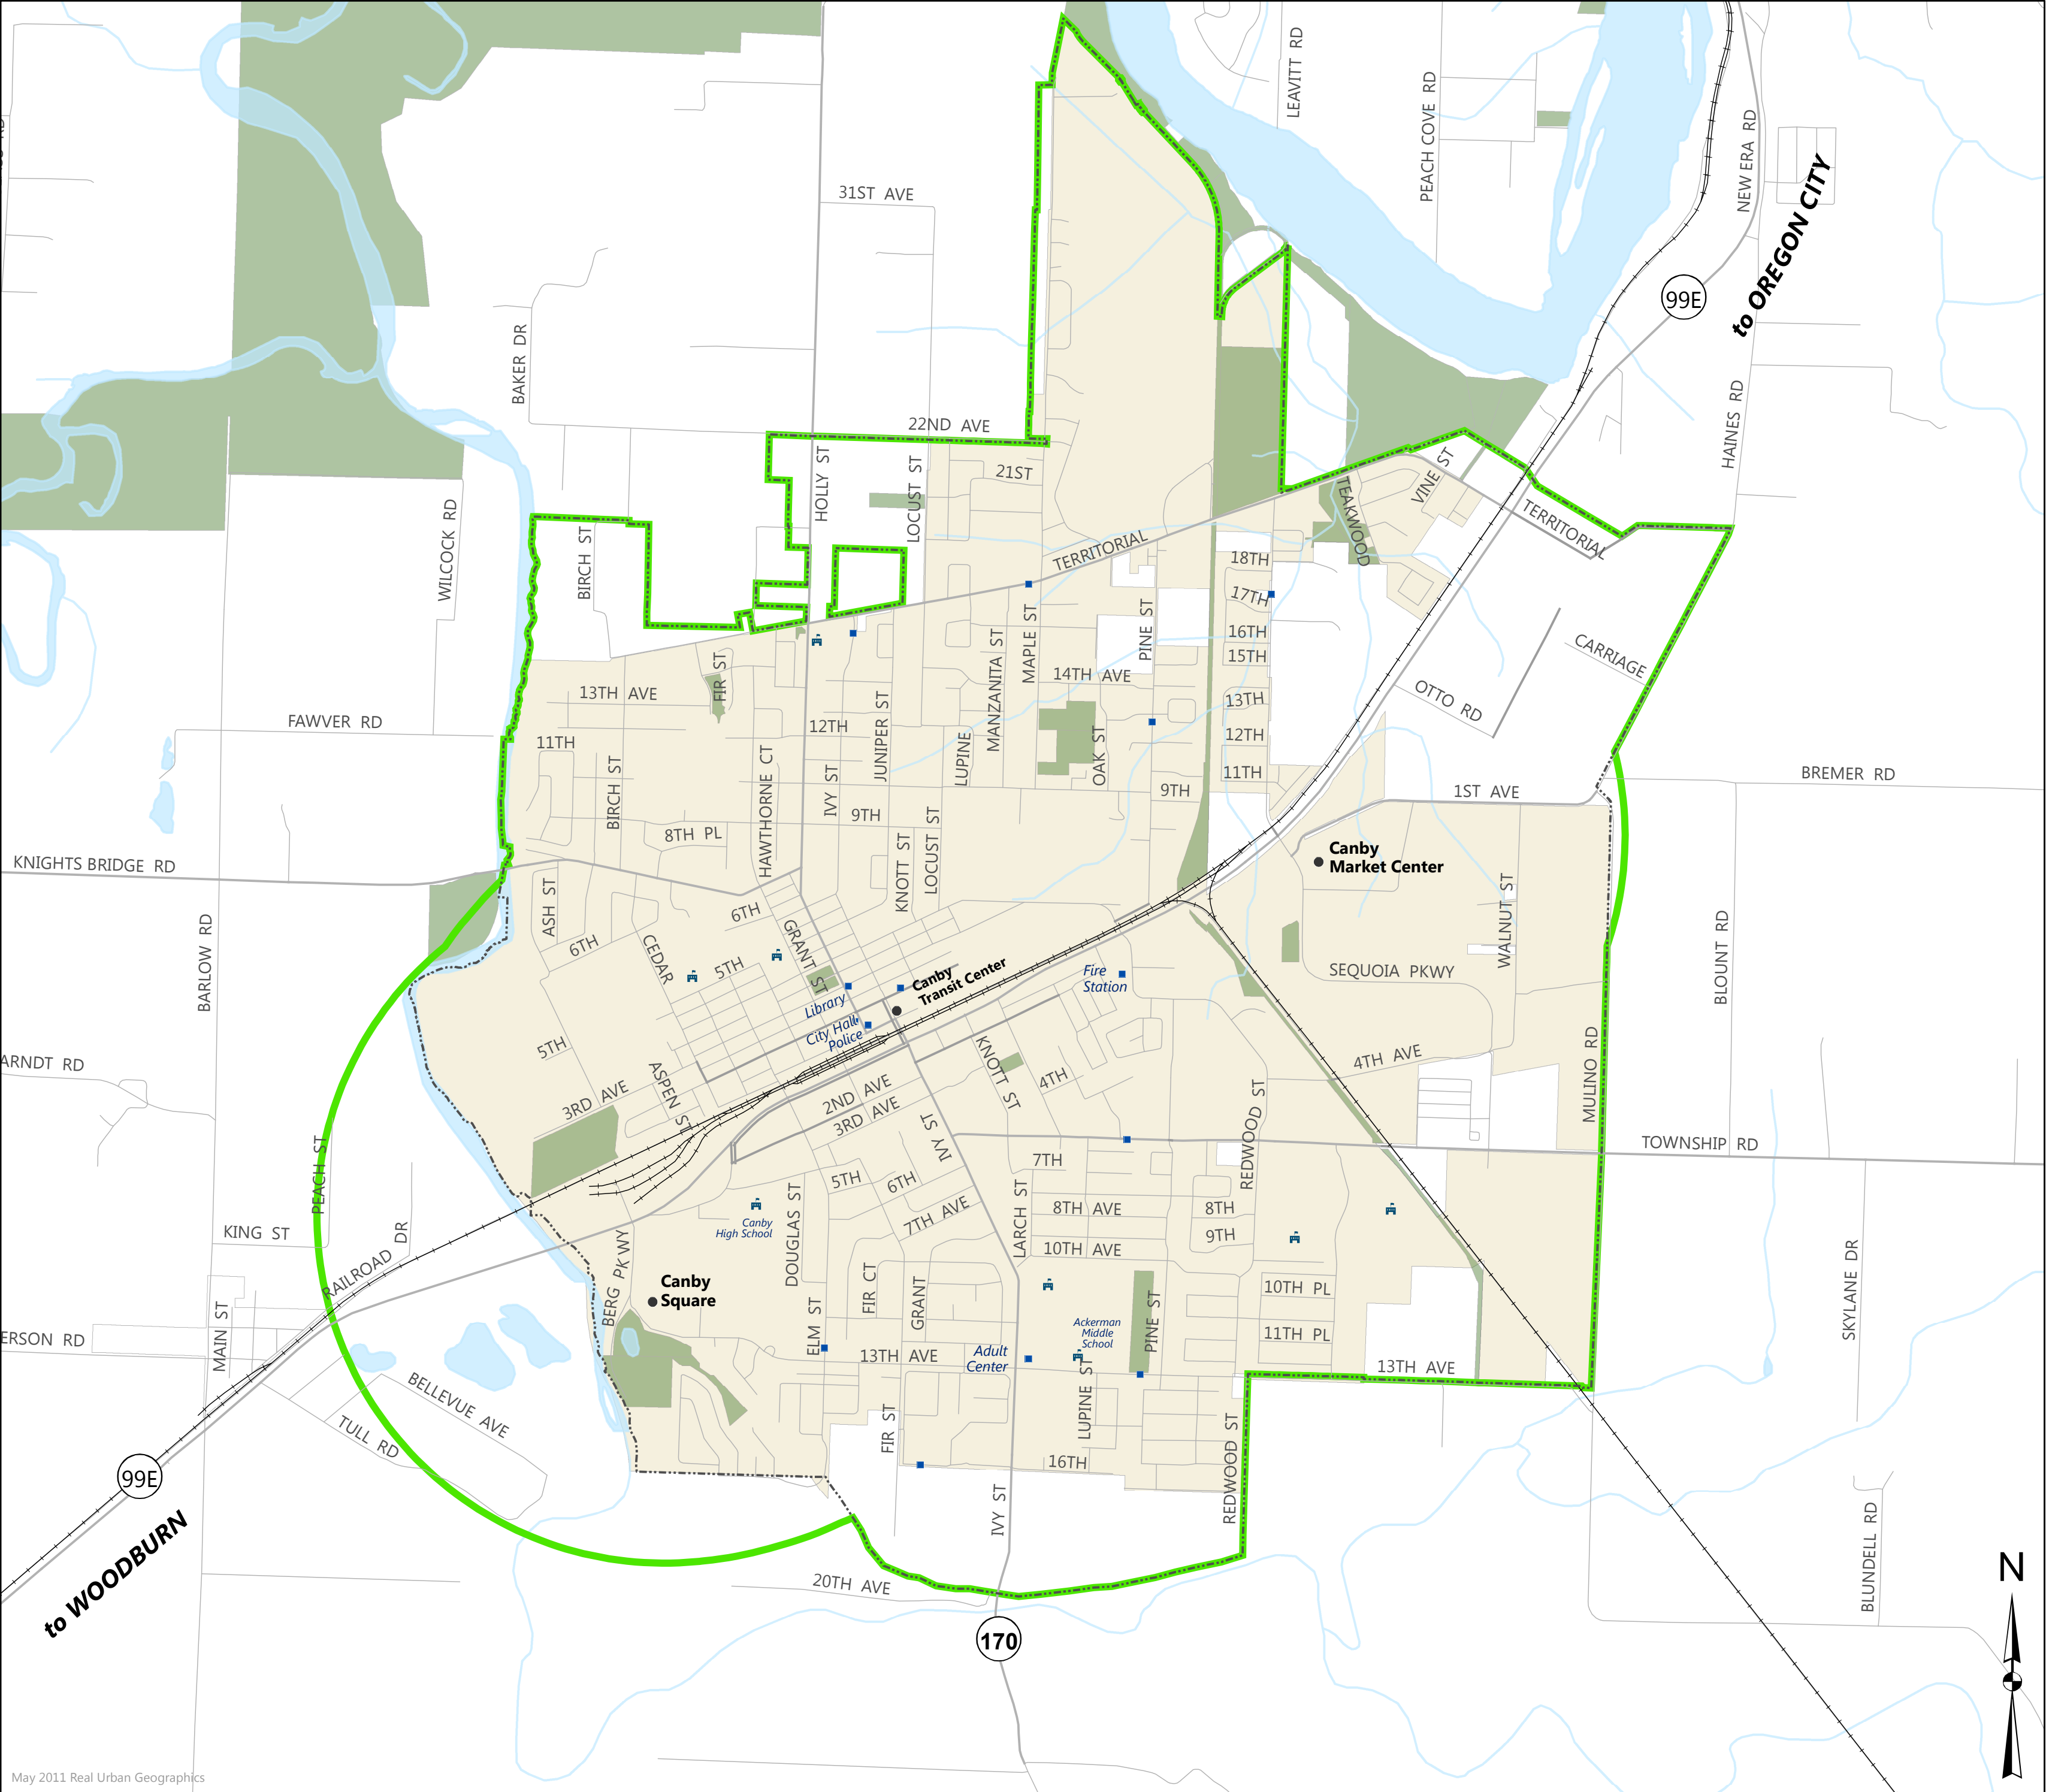 LEAVITT RD
PEACH COVE RD
NEW ERA RD
to OREGON CITY
99E
31ST AVE
BAKER DR
HAINES RD
22ND AVE
HOLLY ST
LOCUST ST
21ST
VINE ST
TEAKWOOD
TERRITORIAL
WILCOCK RD
BIRCH ST
TERRITORIAL
18TH
17TH
16TH
15TH
13TH
12TH
11TH
PINE ST
CARRIAGE
OTTO RD
FIR ST
13TH AVE
MANZANITA ST
MAPLE ST
14TH AVE
FAWVER RD
11TH
12TH
JUNIPER ST
LUPINE
OAK ST
BREMER RD
BIRCH ST
HAWTHORNE CT
IVY ST
9TH
9TH
1ST AVE
8TH PL
KNOTT ST
LOCUST ST
KNIGHTS BRIDGE RD
Canby
Market Center
ASH ST
6TH
GRANT ST
WALNUT ST
BARLOW RD
6TH
CEDAR
5TH
BLOUNT RD
Canby
Transit Center
Fire
Station
SEQUOIA PKWY
Library
City Hall
Police
ARNDT RD
5TH
ASPEN ST
3RD AVE
2ND AVE
3RD AVE
KNOTT ST
4TH
4TH AVE
MULINO RD
REDWOOD ST
IVY ST
TOWNSHIP RD
PEACH ST
7TH
5TH
6TH
7TH AVE
LARCH ST
8TH AVE
8TH
9TH
10TH AVE
Canby
High School
DOUGLAS ST
KING ST
RAILROAD DR
BERG PKWY
Canby
Square
FIR CT
GRANT
10TH PL
11TH PL
SKYLANE DR
ERSON RD
MAIN ST
ELM ST
13TH AVE
Adult
Center
Ackerman
Middle
School
PINE ST
LUPINE ST
13TH AVE
BELLEVUE AVE
TULL RD
FIR ST
16TH
REDWOOD ST
IVY ST
99E
to WOODBURN
20TH AVE
170
BLUNDELL RD
N
May 2011 Real Urban Geographics